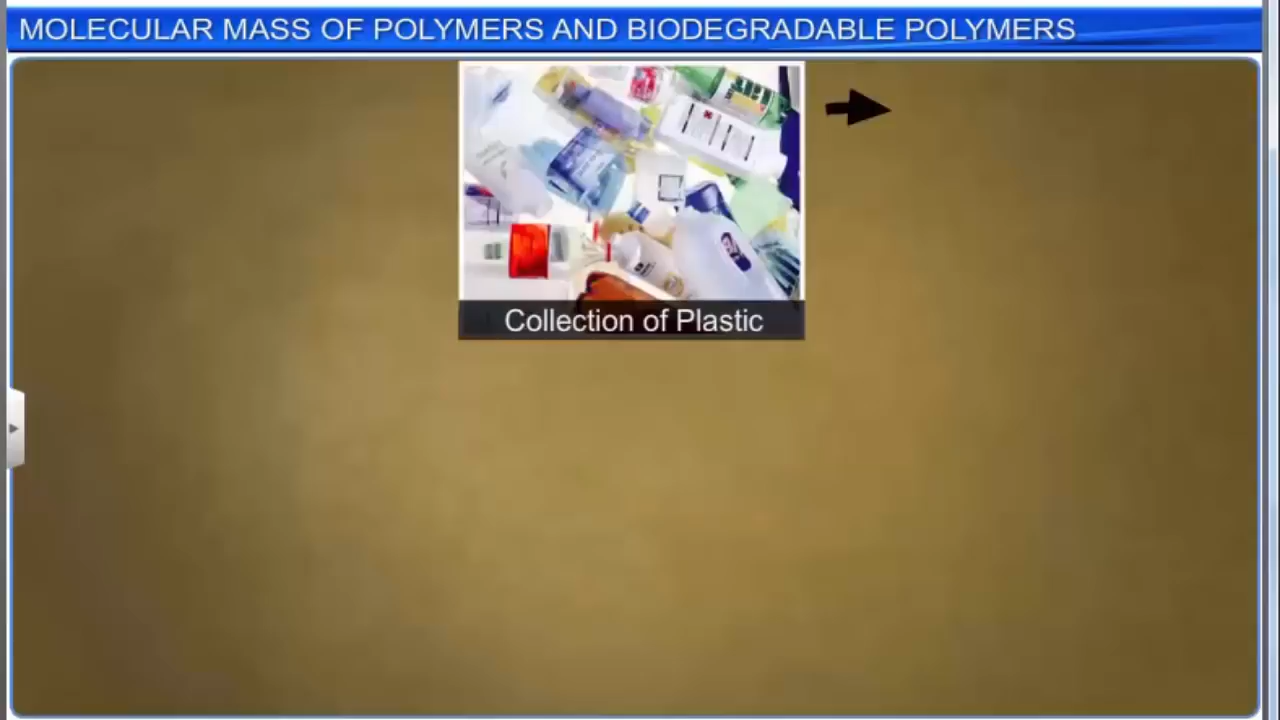 MOLECULAR MASS OF POLYMERS AND BIODEGRADABLE POLYMERS
Collection of Plastic